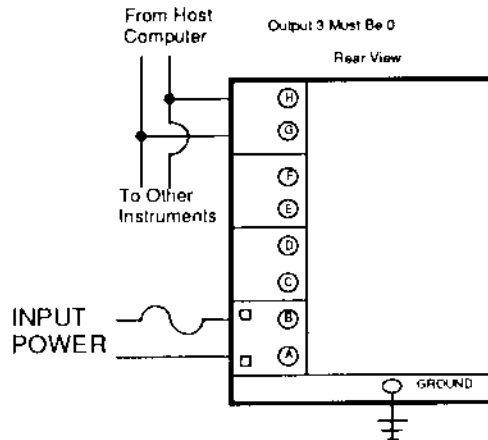 From Host
Computer
Output 3 Must Be 0
Rear View
H
G
F
E
D
C
B
A
To Other
Instruments
INPUT
POWER
GROUND